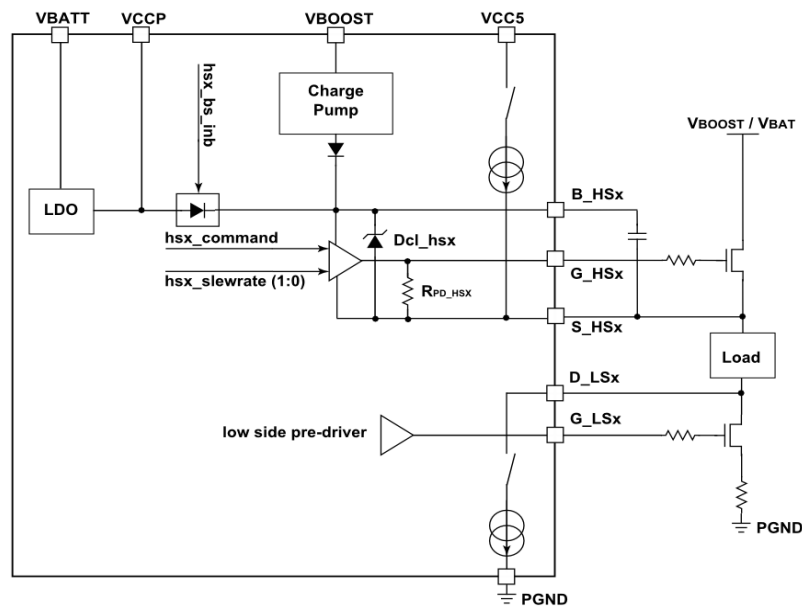 VBATT
VCCP
VBOOST
VCC5
hsx_bs_inb
Charge
Pump
VBOOST / VBAT
LDO
B_HSx
hsx_command
Dcl_hsx
G_HSx
hsx_slewrate (1:0)
RPD_HSX
S_HSx
Load
D_LSx
G_LSx
low side pre-driver
PGND
PGND